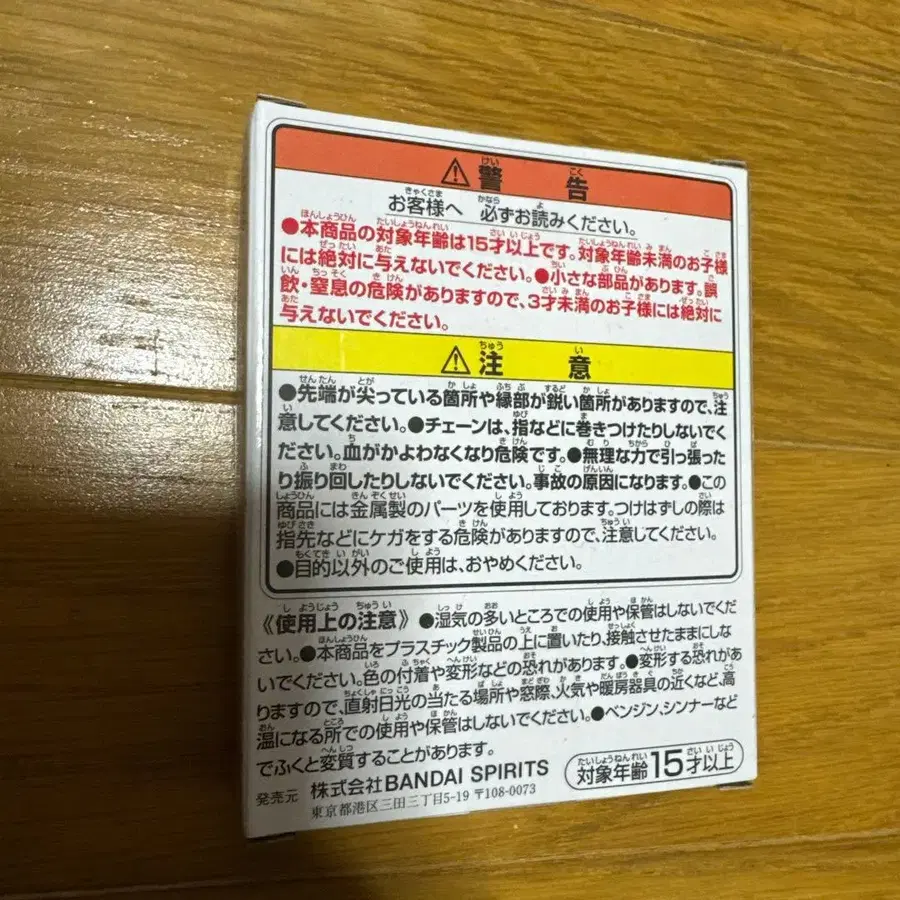 ⚠警告
お客様へ 必ずお読みください。
●本商品の対象年齢は15才以上です。対象年齢未満のお子様
には絶対に与えないでください。●小さな部品があります。誤
飲・窒息の危険がありますので、3才未満のお子様には絶対に
与えないでください。
⚠注意
●先端が尖っている箇所や縁部が鋭い箇所がありますので、注
意してください。●チェーンは、指などに巻きつけたりしないでく
ださい。血がかよわなくなり危険です。●無理な力で引っ張った
り振り回したりしないでください。事故の原因になります。●この
商品には金属製のパーツを使用しております。つけはずしの際は
指先などにケガをする危険がありますので、注意してください。
●目的以外のご使用は、おやめください。
《使用上の注意》●湿気の多いところでの使用や保管はしないでくだ
さい。●本商品をプラスチック製品の上に置いたり、接触させたままにしな
いでください。色の付着や変形などの恐れがあります。●変形する恐れがあ
りますので、直射日光の当たる場所や窓際、火気や暖房器具の近くなど、高
温になる所での使用や保管はしないでください。●ベンジン、シンナーなど
でふくと変質することがあります。
発売元 株式会社BANDAI SPIRITS
東京都港区三田三丁目5-19 〒108-0073
対象年齢15才以上